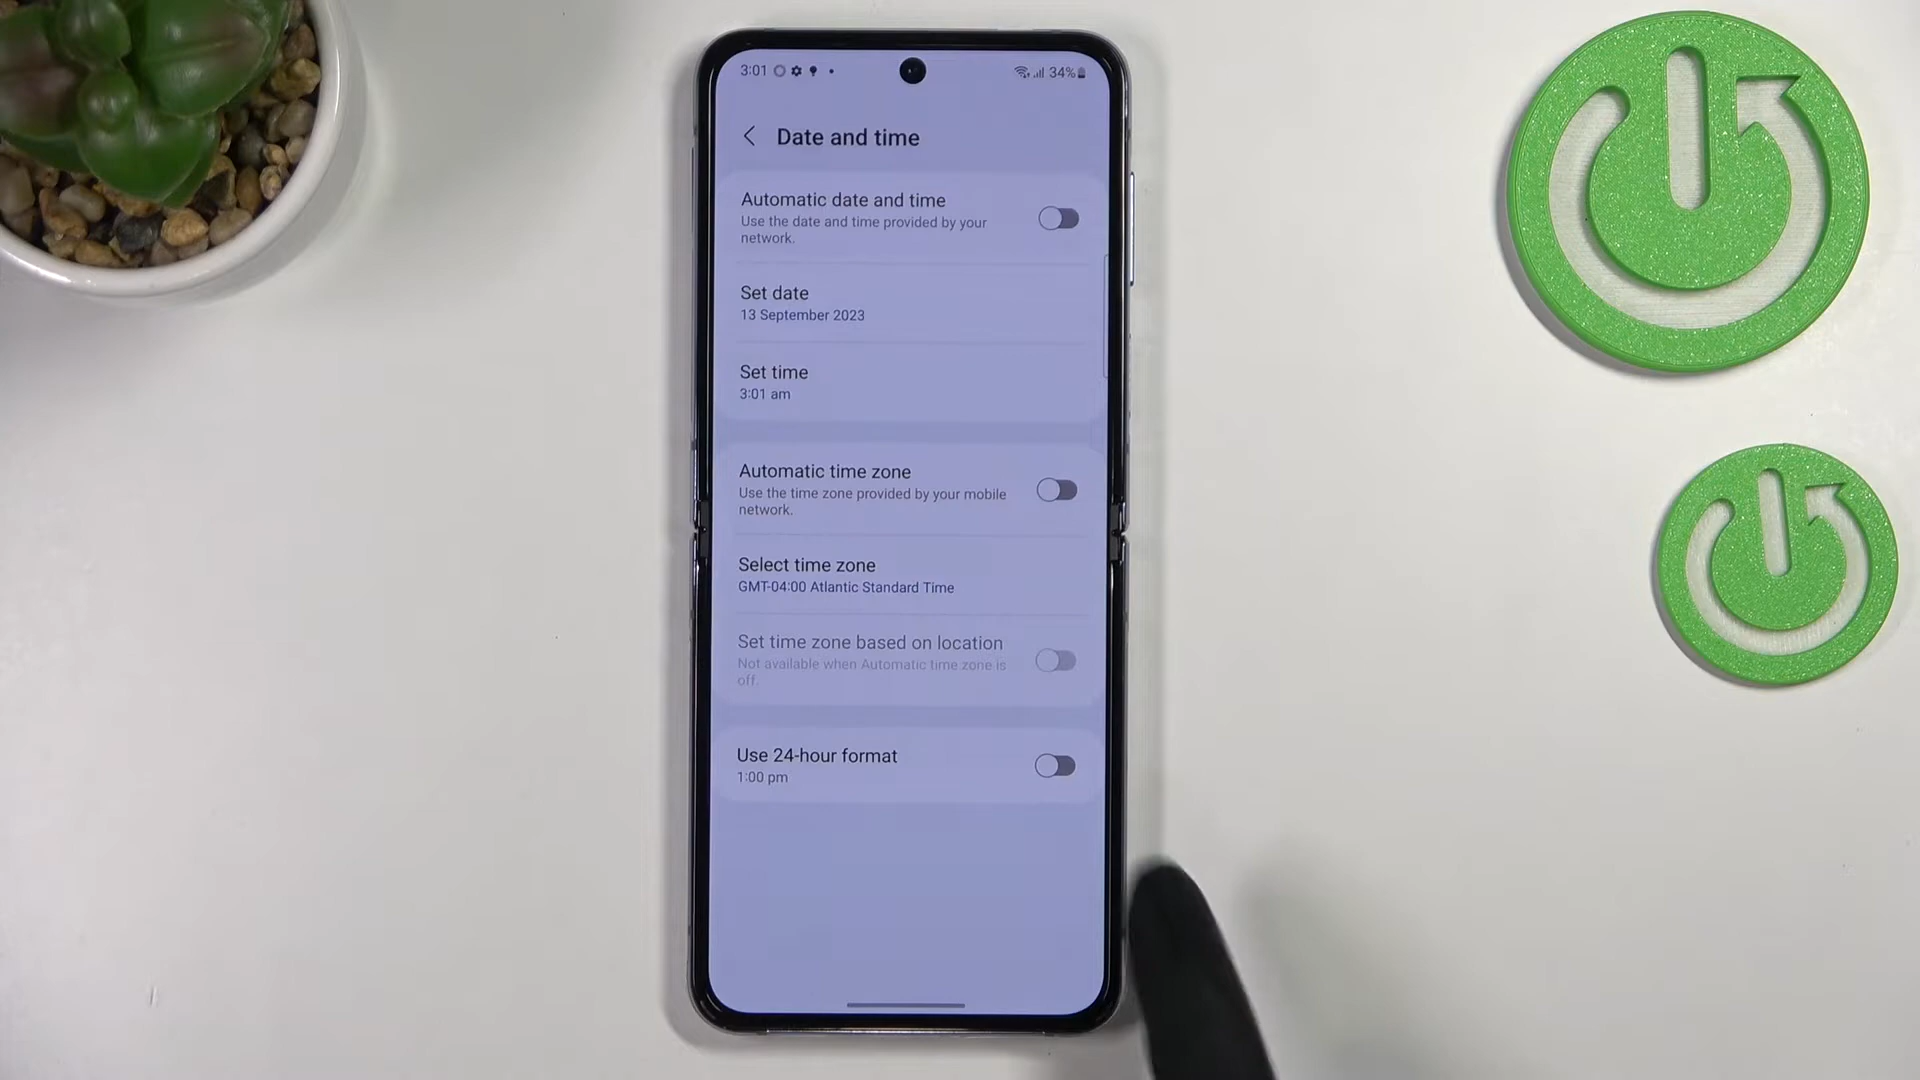 3:01
34%
Date and time
Automatic date and time
Use the date and time provided by your
network.
Set date
13 September 2023
Set time
3:01 am
Automatic time zone
Use the time zone provided by your mobile
network.
Select time zone
GMT-04:00 Atlantic Standard Time
Set time zone based on location
Not available when Automatic time zone is
off.
Use 24-hour format
1:00 pm